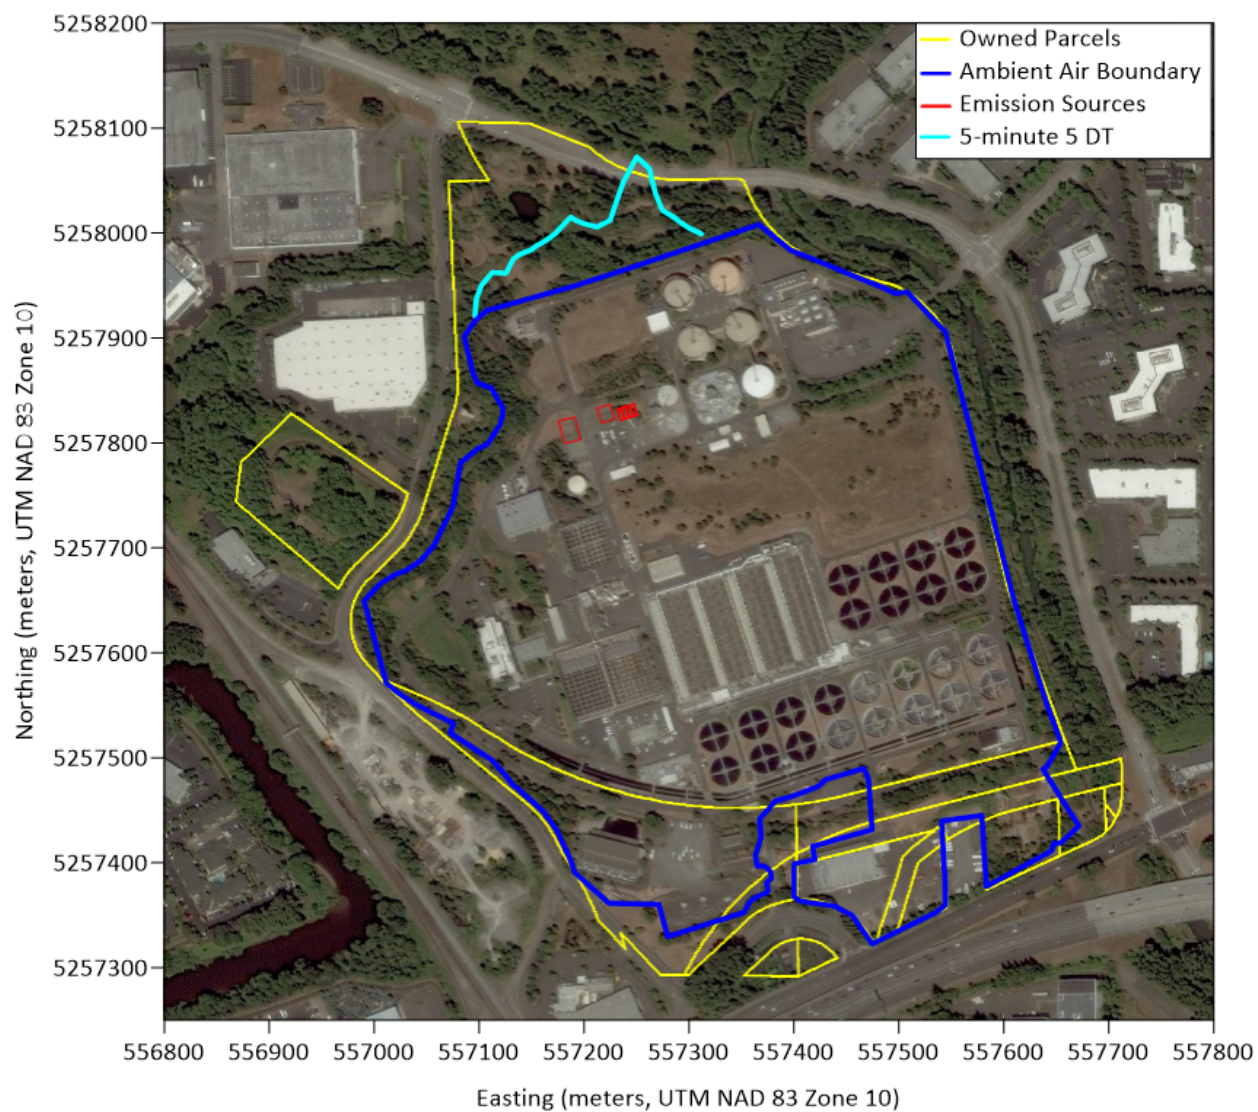 5258200
Owned Parcels
Ambient Air Boundary
Emission Sources
5-minute 5 DT
5258100
5258000
5257900
5257800
5257700
5257600
5257500
5257400
5257300
Northing (meters, UTM NAD 83 Zone 10)
556800 556900 557000 557100 557200 557300 557400 557500 557600 557700 557800
Easting (meters, UTM NAD 83 Zone 10)